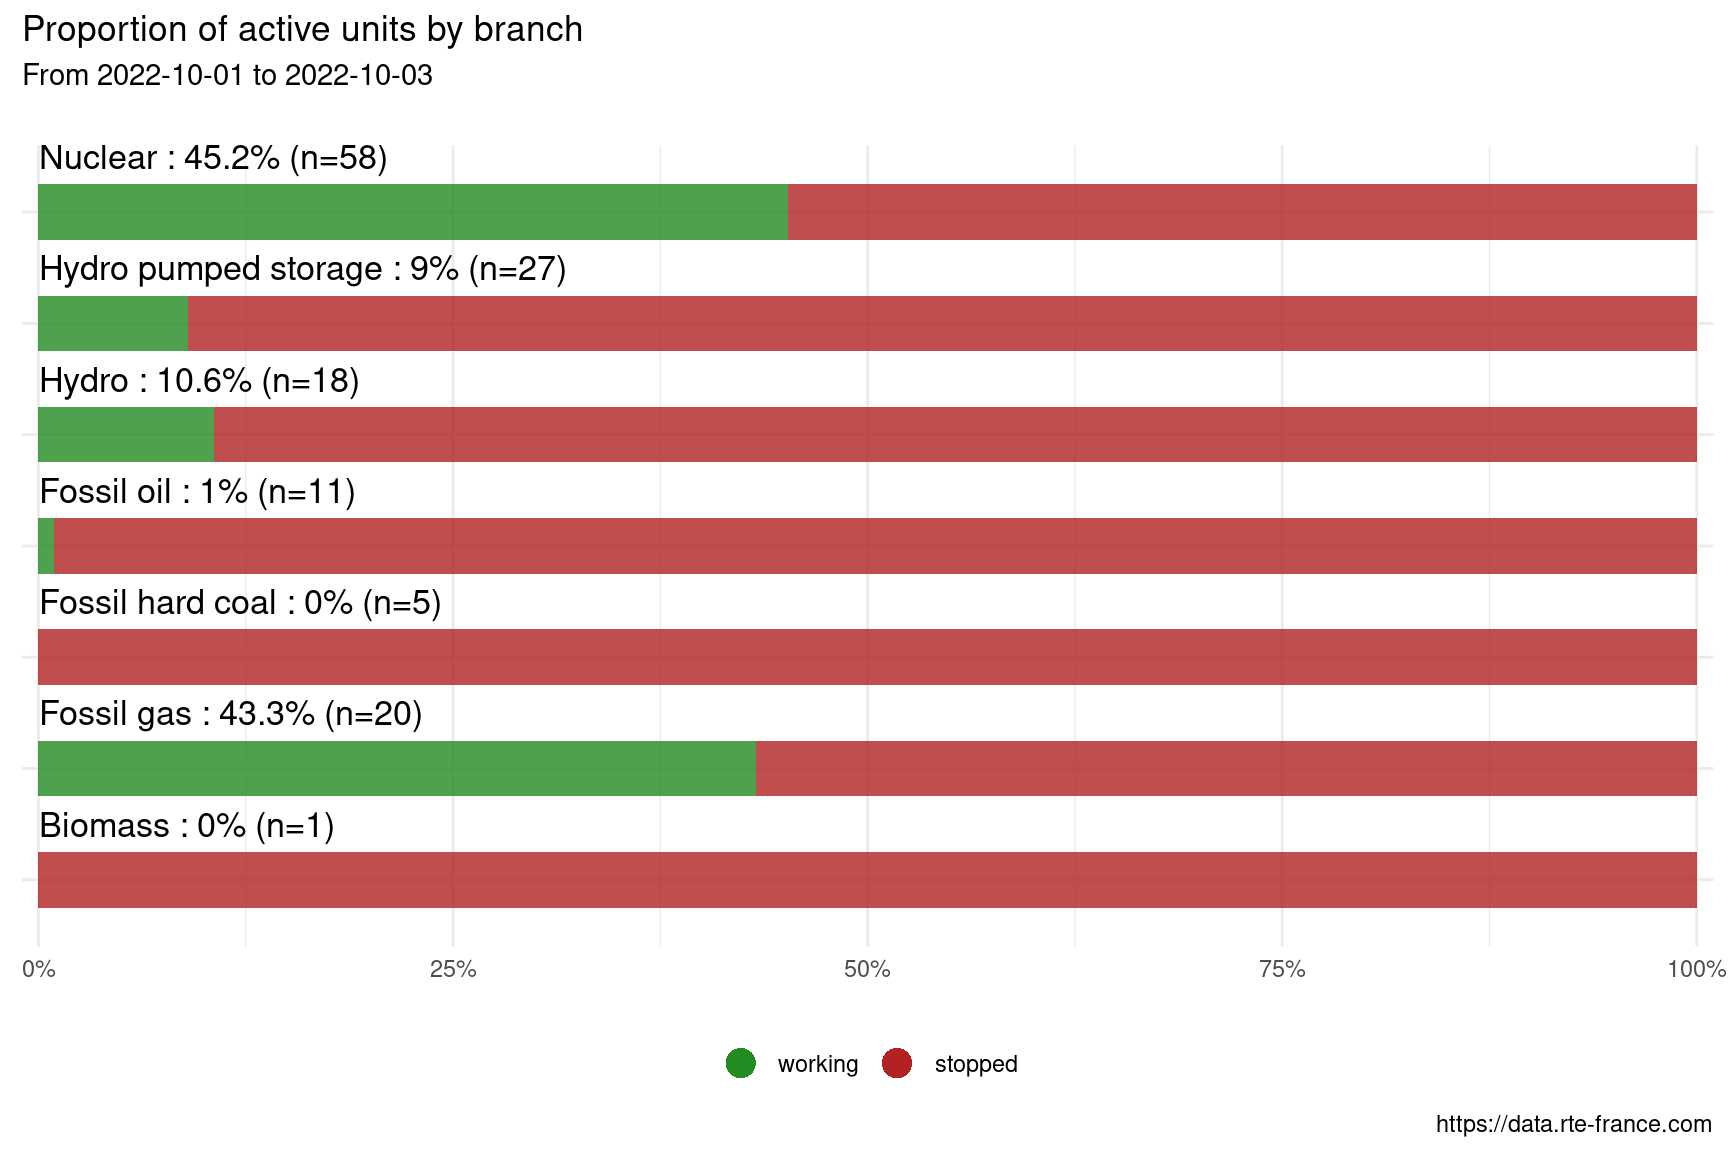 Proportion of active units by branch
From 2022-10-01 to 2022-10-03
Nuclear : 45.2% (n=58)
Hydro pumped storage : 9% (n=27)
Hydro : 10.6% (n=18)
Fossil oil : 1% (n=11)
Fossil hard coal : 0% (n=5)
Fossil gas : 43.3% (n=20)
Biomass : 0% (n=1)
0% 25% 50% 75% 100%
working stopped
https://data.rte-france.com